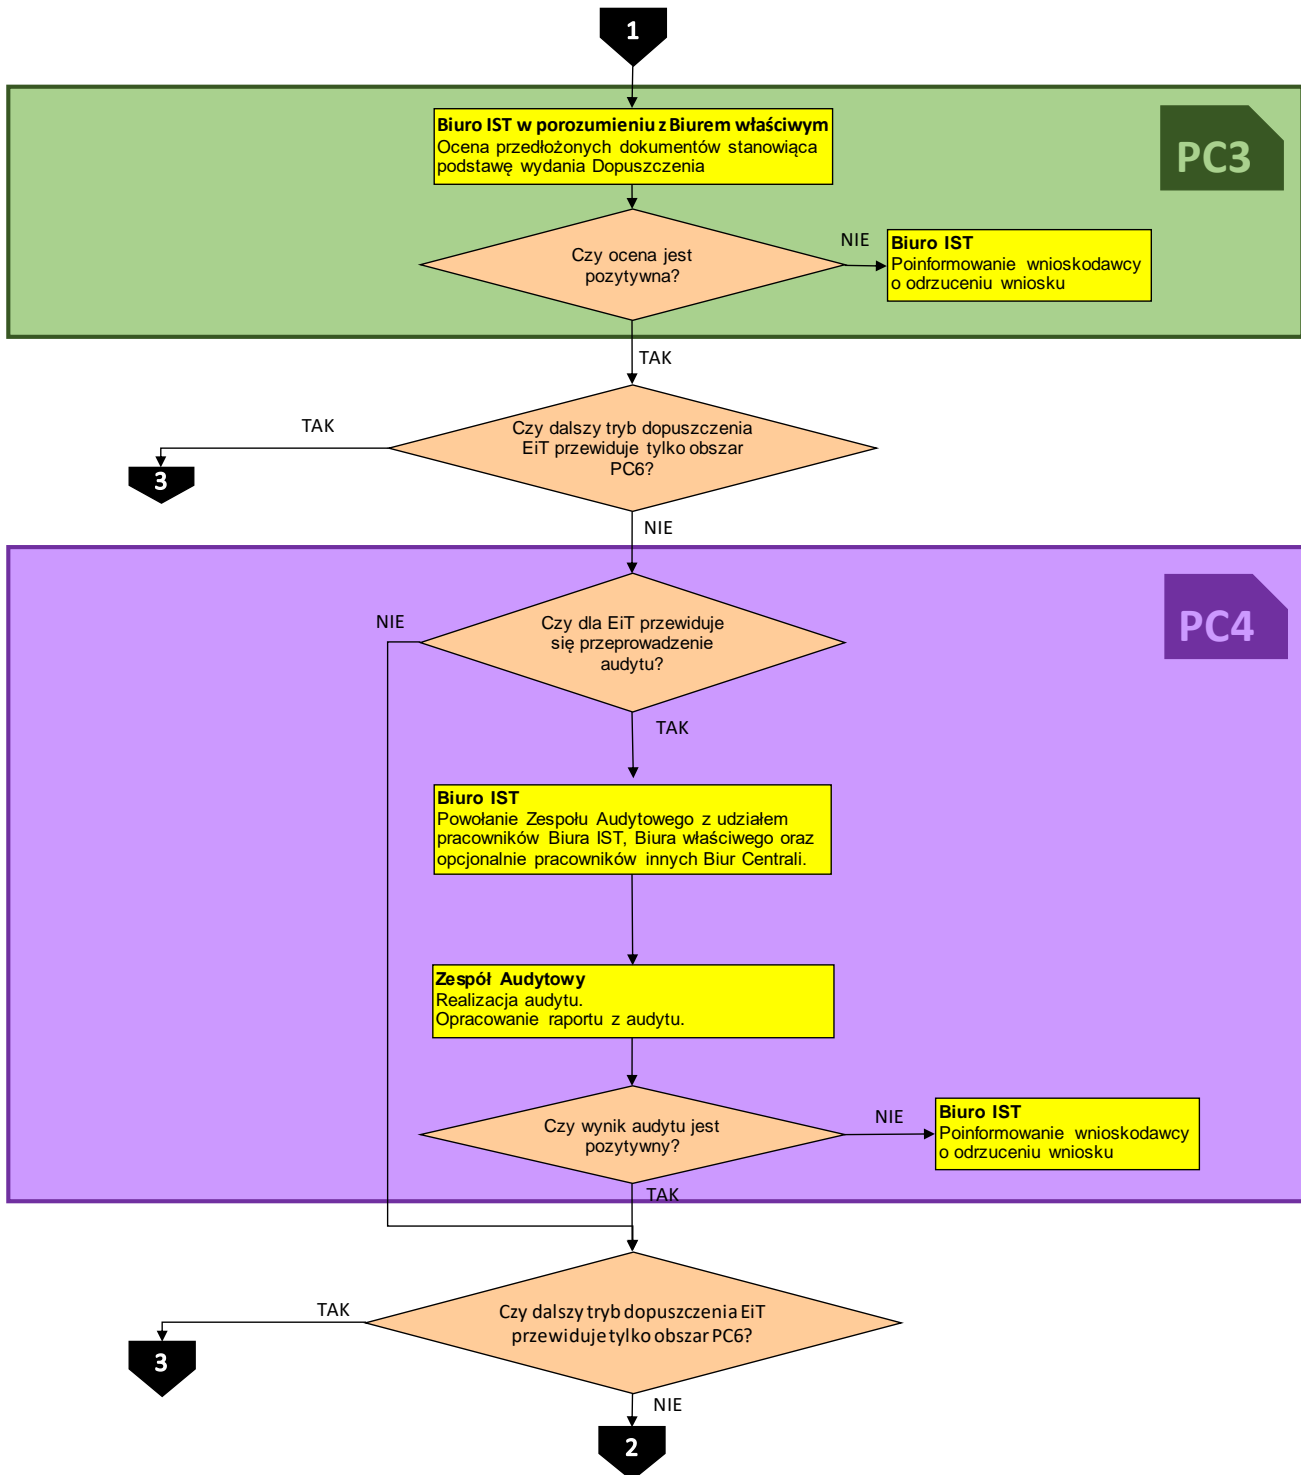 1
Biuro IST w porozumieniu z Biurem właściwym
Ocena przedłożonych dokumentów stanowiąca
podstawę wydania Dopuszczenia
PC3
Czy ocena jest
pozytywna?
NIE
Biuro IST
Poinformowanie wnioskodawcy
o odrzuceniu wniosku
TAK
Czy dalszy tryb dopuszczenia
EiT przewiduje tylko obszar
PC6?
TAK
3
NIE
Czy dla EiT przewiduje
się przeprowadzenie
audytu?
NIE
PC4
TAK
Biuro IST
Powołanie Zespołu Audytowego z udziałem
pracowników Biura IST, Biura właściwego oraz
opcjonalnie pracowników innych Biur Centrali.
Zespół Audytowy
Realizacja audytu.
Opracowanie raportu z audytu.
Czy wynik audytu jest
pozytywny?
NIE
Biuro IST
Poinformowanie wnioskodawcy
o odrzuceniu wniosku
TAK
Czy dalszy tryb dopuszczenia EiT
przewiduje tylko obszar PC6?
TAK
3
NIE
2